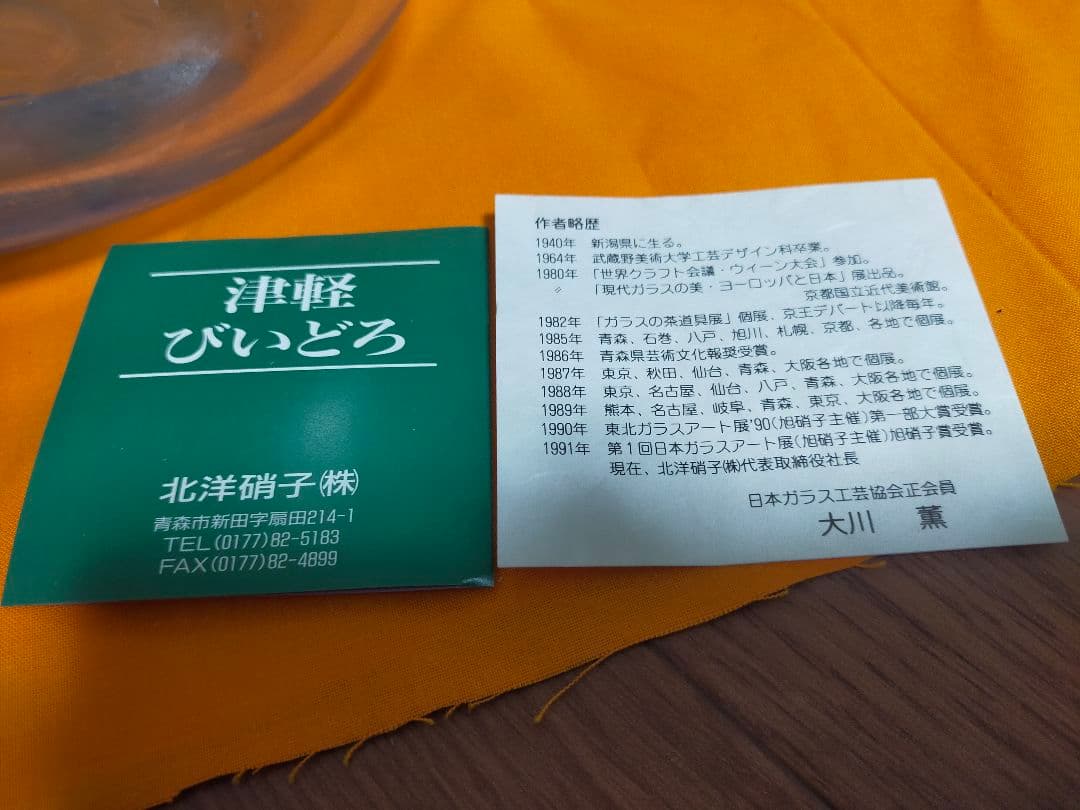 津軽
びいどろ
北洋硝子㈱
青森市新田字扇田214-1
TEL(0177)82-5183
FAX(0177)82-4899
作者略歴
1940年 新潟県に生る。
1964年 武蔵野美術大学工芸デザイン科卒業。
1980年 「世界クラフト会議・ウィーン大会」参加。
〃 「現代ガラスの美・ヨーロッパと日本」展出品。
京都国立近代美術館。
1982年 「ガラスの茶道具展」個展、京王デパート以降毎年。
1985年 青森、石巻、八戸、旭川、札幌、京都、各地で個展。
1986年 青森県芸術文化報奨受賞。
1987年 東京、秋田、仙台、青森、大阪各地で個展。
1988年 東京、名古屋、仙台、八戸、青森、大阪各地で個展。
1989年 熊本、名古屋、岐阜、青森、東京、大阪各地で個展。
1990年 東北ガラスアート展'90(旭硝子主催)第一部大賞受賞。
1991年 第1回日本ガラスアート展(旭硝子主催)旭硝子賞受賞。
現在、北洋硝子㈱代表取締役社長
日本ガラス工芸協会正会員
大川 薫